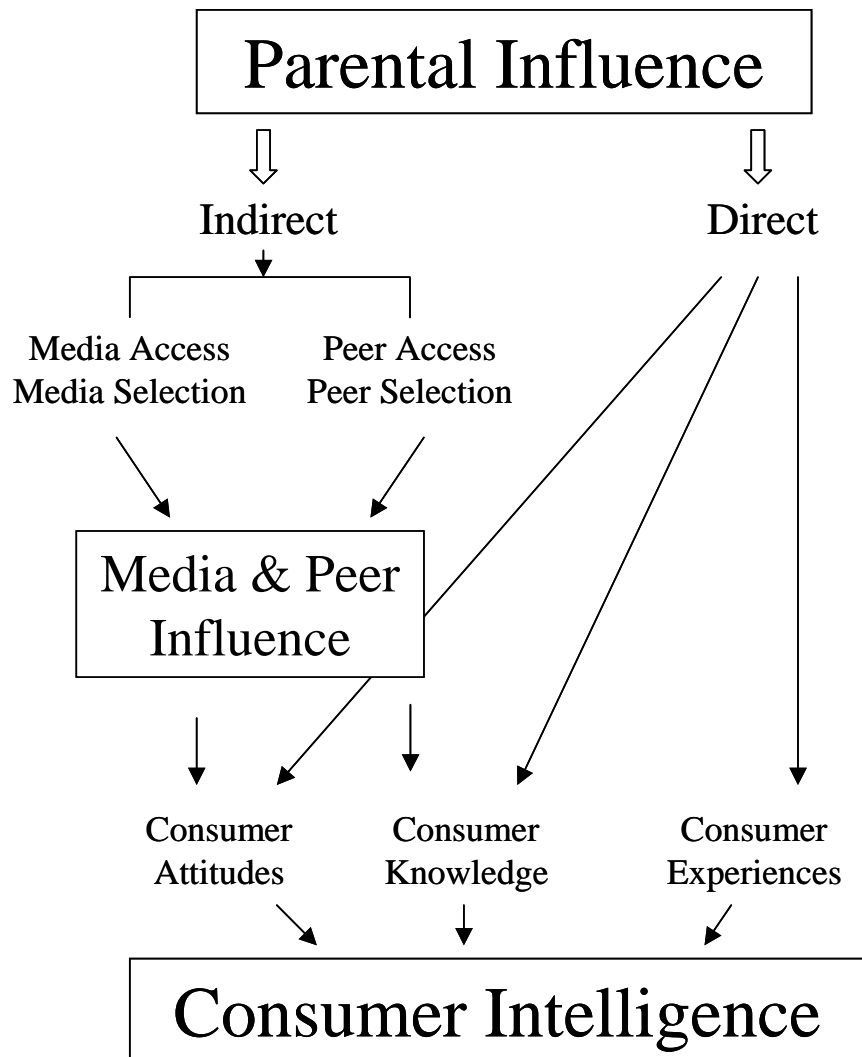 Parental Influence
Indirect
Direct
Media Access
Media Selection
Peer Access
Peer Selection
Media & Peer
Influence
Consumer
Attitudes
Consumer
Knowledge
Consumer
Experiences
Consumer Intelligence